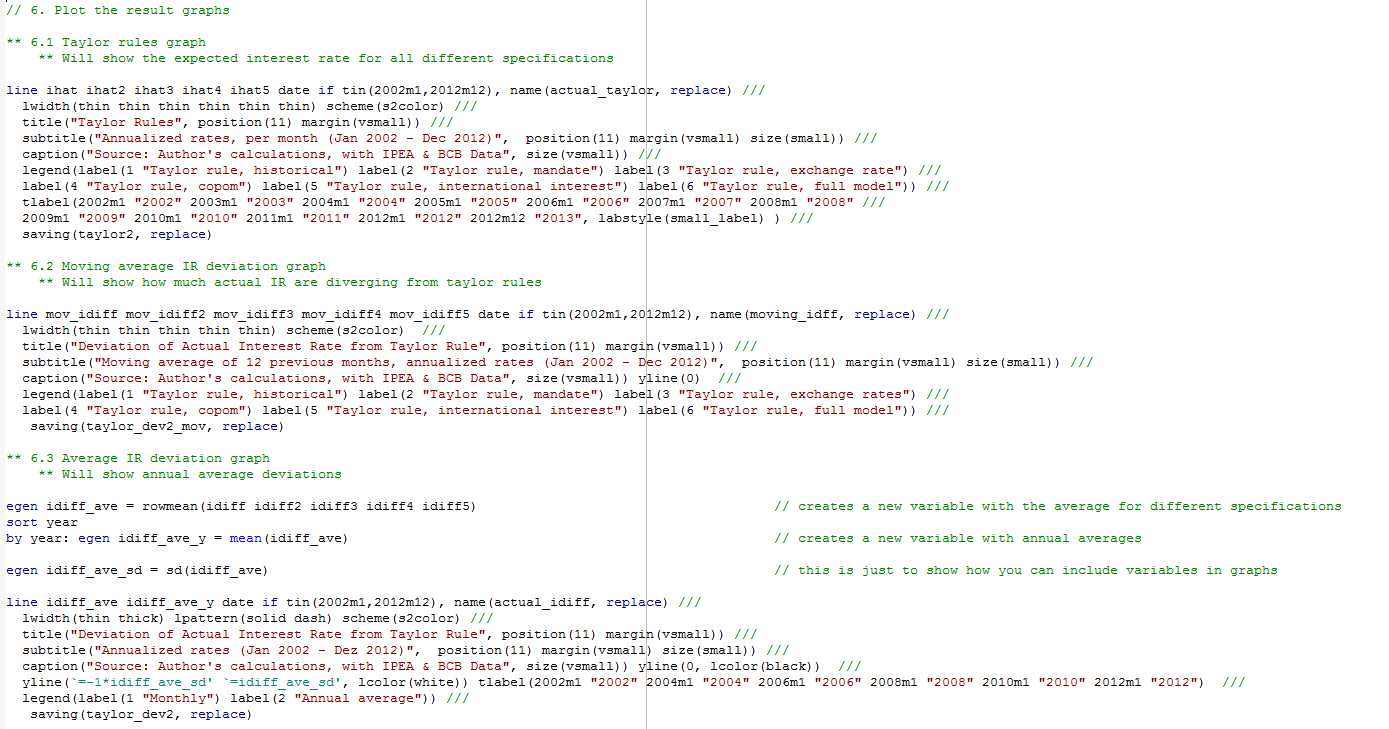 // 6. Plot the result graphs
** 6.1 Taylor rules graph
** Will show the expected interest rate for all different specifications
line ihat ihat2 ihat3 ihat4 ihat5 date if tin(2002m1,2012m12), name(actual_taylor, replace) ///
lwidth(thin thin thin thin thin thin) scheme(s2color) ///
title("Taylor Rules", position(11) margin(vsmall)) ///
subtitle("Annualized rates, per month (Jan 2002 - Dec 2012)",  position(11) margin(vsmall) size(small)) ///
caption("Source: Author's calculations, with IPEA & BCB Data", size(vsmall)) ///
legend(label(1 "Taylor rule, historical") label(2 "Taylor rule, mandate") label(3 "Taylor rule, exchange rate") ///
label(4 "Taylor rule, copom") label(5 "Taylor rule, international interest") label(6 "Taylor rule, full model")) ///
tlabel(2002m1 "2002" 2003m1 "2003" 2004m1 "2004" 2005m1 "2005" 2006m1 "2006" 2007m1 "2007" 2008m1 "2008" ///
2009m1 "2009" 2010m1 "2010" 2011m1 "2011" 2012m1 "2012" 2012m12 "2013", labstyle(small_label) ) ///
saving(taylor2, replace)
** 6.2 Moving average IR deviation graph
** Will show how much actual IR are diverging from taylor rules
line mov_idiff mov_idiff2 mov_idiff3 mov_idiff4 mov_idiff5 date if tin(2002m1,2012m12), name(moving_idff, replace) ///
lwidth(thin thin thin thin thin) scheme(s2color)  ///
title("Deviation of Actual Interest Rate from Taylor Rule", position(11) margin(vsmall)) ///
subtitle("Moving average of 12 previous months, annualized rates (Jan 2002 - Dec 2012)",  position(11) margin(vsmall) size(small)) ///
caption("Source: Author's calculations, with IPEA & BCB Data", size(vsmall)) yline(0)  ///
legend(label(1 "Taylor rule, historical") label(2 "Taylor rule, mandate") label(3 "Taylor rule, exchange rates") ///
label(4 "Taylor rule, copom") label(5 "Taylor rule, international interest") label(6 "Taylor rule, full model")) ///
saving(taylor_dev2_mov, replace)
** 6.3 Average IR deviation graph
** Will show annual average deviations
egen idiff_ave = rowmean(idiff idiff2 idiff3 idiff4 idiff5) // creates a new variable with the average for different specifications
sort year
by year: egen idiff_ave_y = mean(idiff_ave) // creates a new variable with annual averages
egen idiff_ave_sd = sd(idiff_ave) // this is just to show how you can include variables in graphs
line idiff_ave idiff_ave_y date if tin(2002m1,2012m12), name(actual_idiff, replace) ///
lwidth(thin thick) lpattern(solid dash) scheme(s2color) ///
title("Deviation of Actual Interest Rate from Taylor Rule", position(11) margin(vsmall)) ///
subtitle("Annualized rates (Jan 2002 - Dez 2012)",  position(11) margin(vsmall) size(small)) ///
caption("Source: Author's calculations, with IPEA & BCB Data", size(vsmall)) yline(0, lcolor(black))  ///
yline(`=-1*idiff_ave_sd' `=idiff_ave_sd', lcolor(white)) tlabel(2002m1 "2002" 2004m1 "2004" 2006m1 "2006" 2008m1 "2008" 2010m1 "2010" 2012m1 "2012")  ///
legend(label(1 "Monthly") label(2 "Annual average")) ///
saving(taylor_dev2, replace)